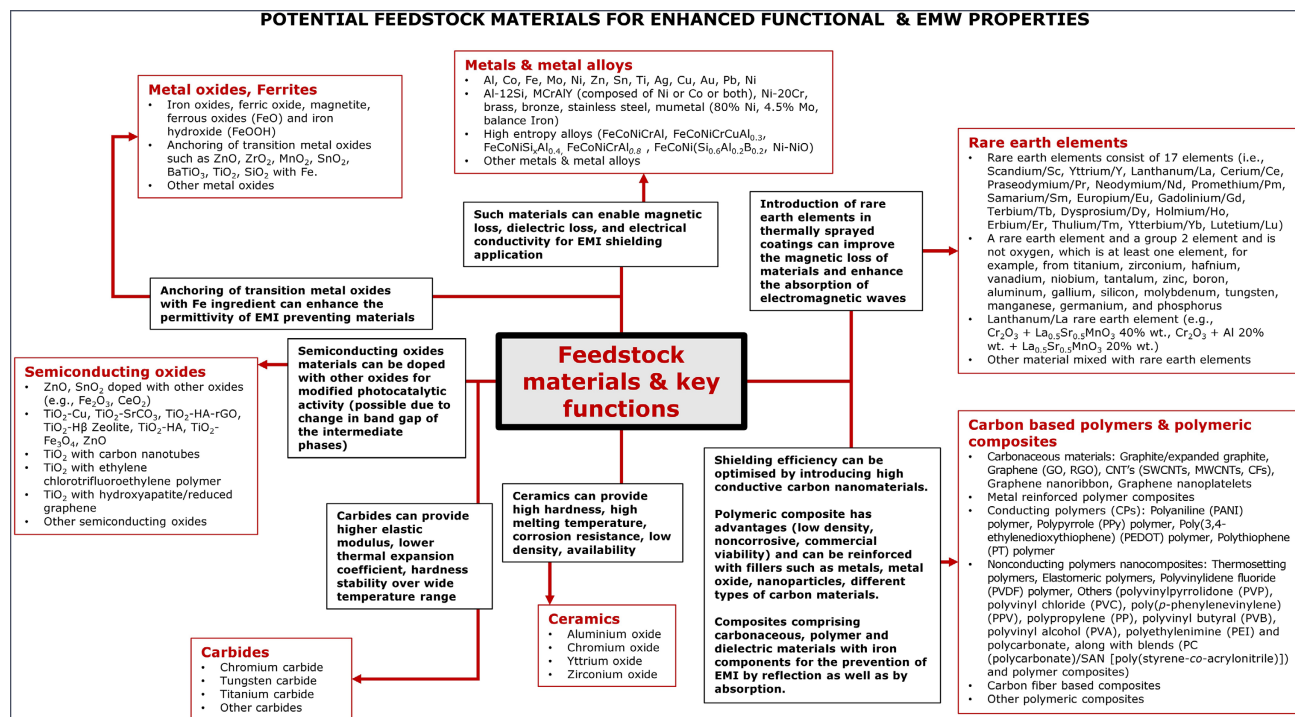 POTENTIAL FEEDSTOCK MATERIALS FOR ENHANCED FUNCTIONAL & EMW PROPERTIES
Metal oxides, Ferrites
• Iron oxides, ferric oxide, magnetite,
ferrous oxides (FeO) and iron
hydroxide (FeOOH)
• Anchoring of transition metal oxides
such as ZnO, ZrO₂, MnO₂, SnO₂,
BaTiO₃, TiO₂, SiO₂ with Fe.
• Other metal oxides
Metals & metal alloys
• Al, Co, Fe, Mo, Ni, Zn, Sn, Ti, Ag, Cu, Au, Pb, Ni
• Al-12Si, MCrAlY (composed of Ni or Co or both), Ni-20Cr,
brass, bronze, stainless steel, mumetal (80% Ni, 4.5% Mo,
balance Iron)
• High entropy alloys (FeCoNiCrAl, FeCoNiCrCuAl₀.₃,
FeCoNiSiₓAl₀.₄, FeCoNiCrAl₀.₈ , FeCoNi(Si₀.₆Al₀.₂B₀.₂, Ni-NiO)
• Other metals & metal alloys
Rare earth elements
• Rare earth elements consist of 17 elements (i.e.,
Scandium/Sc, Yttrium/Y, Lanthanum/La, Cerium/Ce,
Praseodymium/Pr, Neodymium/Nd, Promethium/Pm,
Samarium/Sm, Europium/Eu, Gadolinium/Gd,
Terbium/Tb, Dysprosium/Dy, Holmium/Ho,
Erbium/Er, Thulium/Tm, Ytterbium/Yb, Lutetium/Lu)
• A rare earth element and a group 2 element and is
not oxygen, which is at least one element, for
example, from titanium, zirconium, hafnium,
vanadium, niobium, tantalum, zinc, boron,
aluminum, gallium, silicon, molybdenum, tungsten,
manganese, germanium, and phosphorus
• Lanthanum/La rare earth element (e.g.,
Cr₂O₃ + La₀.₅Sr₀.₅MnO₃ 40% wt., Cr₂O₃ + Al 20%
wt. + La₀.₅Sr₀.₅MnO₃ 20% wt.)
• Other material mixed with rare earth elements
Such materials can enable magnetic
loss, dielectric loss, and electrical
conductivity for EMI shielding
application
Introduction of rare
earth elements in
thermally sprayed
coatings can improve
the magnetic loss of
materials and enhance
the absorption of
electromagnetic waves
Anchoring of transition metal oxides
with Fe ingredient can enhance the
permittivity of EMI preventing materials
Feedstock
materials & key
functions
Semiconducting oxides
materials can be doped
with other oxides for
modified photocatalytic
activity (possible due to
change in band gap of
the intermediate
phases)
Semiconducting oxides
• ZnO, SnO₂ doped with other oxides
(e.g., Fe₂O₃, CeO₂)
• TiO₂-Cu, TiO₂-SrCO₃, TiO₂-HA-rGO,
TiO₂-Hβ Zeolite, TiO₂-HA, TiO₂-
Fe₃O₄, ZnO
• TiO₂ with carbon nanotubes
• TiO₂ with ethylene
chlorotrifluoroethylene polymer
• TiO₂ with hydroxyapatite/reduced
graphene
• Other semiconducting oxides
Carbides can provide
higher elastic
modulus, lower
thermal expansion
coefficient, hardness
stability over wide
temperature range
Ceramics can provide
high hardness, high
melting temperature,
corrosion resistance, low
density, availability
Shielding efficiency can be
optimised by introducing high
conductive carbon nanomaterials.
Polymeric composite has
advantages (low density,
noncorrosive, commercial
viability) and can be reinforced
with fillers such as metals, metal
oxide, nanoparticles, different
types of carbon materials.
Composites comprising
carbonaceous, polymer and
dielectric materials with iron
components for the prevention of
EMI by reflection as well as by
absorption.
Carbon based polymers & polymeric
composites
• Carbonaceous materials: Graphite/expanded graphite,
Graphene (GO, RGO), CNT's (SWCNTs, MWCNTs, CFs),
Graphene nanoribbon, Graphene nanoplatelets
• Metal reinforced polymer composites
• Conducting polymers (CPs): Polyaniline (PANI)
polymer, Polypyrrole (PPy) polymer, Poly(3,4-
ethylenedioxythiophene) (PEDOT) polymer, Polythiophene
(PT) polymer
• Nonconducting polymers nanocomposites: Thermosetting
polymers, Elastomeric polymers, Polyvinylidene fluoride
(PVDF) polymer, Others (polyvinylpyrrolidone (PVP),
polyvinyl chloride (PVC), poly(p-phenylenevinylene)
(PPV), polypropylene (PP), polyvinyl butyral (PVB),
polyvinyl alcohol (PVA), polyethylenimine (PEI) and
polycarbonate, along with blends (PC
(polycarbonate)/SAN [poly(styrene-co-acrylonitrile)])
and polymer composites)
• Carbon fiber based composites
• Other polymeric composites
Ceramics
• Aluminium oxide
• Chromium oxide
• Yttrium oxide
• Zirconium oxide
Carbides
• Chromium carbide
• Tungsten carbide
• Titanium carbide
• Other carbides